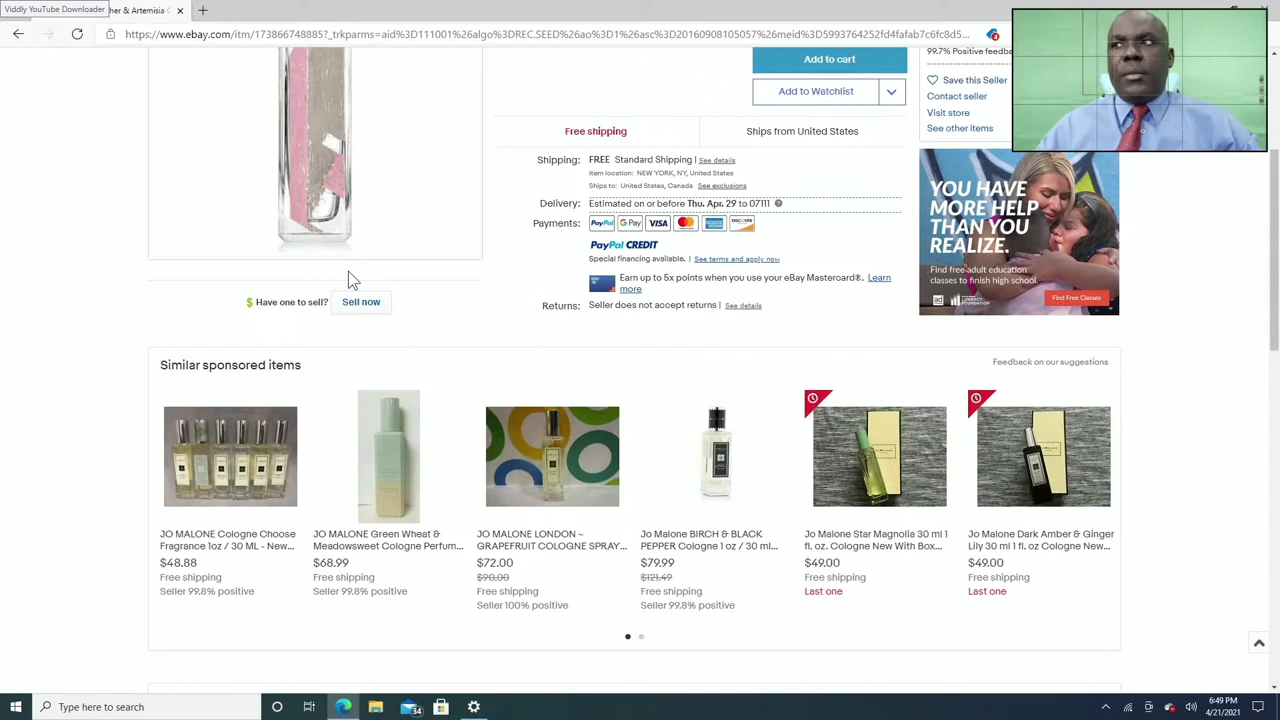 Viddly YouTube Downloader
her & Artemisia C
https://www.ebay.com/itm/173866748885?_trkparms=aid%3D111001%26algo%3DREC.SEED%26ao%3D1%26asc%3D20160908105057%26meid%3D5993764252fd4fafab7c6fc8d5...
Add to cart
Add to Watchlist
Free shipping
Ships from United States
Shipping: FREE Standard Shipping | See details
Item location: NEW YORK, NY, United States
Ships to: United States, Canada See exclusions
Delivery: Estimated on or before Thu. Apr. 29 to 07111
Payments: PayPal G Pay VISA
PayPal CREDIT
Special financing available. | See terms and apply now
Earn up to 5x points when you use your eBay Mastercard®. Learn
more
Returns: Seller does not accept returns | See details
99.7% Positive feedba
Save this Seller
Contact seller
Visit store
See other items
YOU HAVE
MORE HELP
THAN YOU
REALIZE.
Find free adult education
classes to finish high school.
Find Free Classes
$ Have one to sell? Sell now
Similar sponsored items
Feedback on our suggestions
JO MALONE Cologne Choose
Fragrance 1oz / 30 ML - New...
$48.88
Free shipping
Seller 99.8% positive
JO MALONE Green Wheat &
Meadowsweet Cologne Perfum...
$68.99
Free shipping
Seller 99.8% positive
JO MALONE LONDON ~
GRAPEFRUIT COLOGNE SPRAY...
$72.00
$90.00
Free shipping
Seller 100% positive
Jo Malone BIRCH & BLACK
PEPPER Cologne 1 oz / 30 ml...
$79.99
$121.49
Free shipping
Seller 99.8% positive
Jo Malone Star Magnolia 30 ml 1
fl. oz. Cologne New With Box...
$49.00
Free shipping
Last one
Jo Malone Dark Amber & Ginger
Lily 30 ml 1 fl. oz Cologne New...
$49.00
Free shipping
Last one
Type here to search
34
6:49 PM
4/21/2021